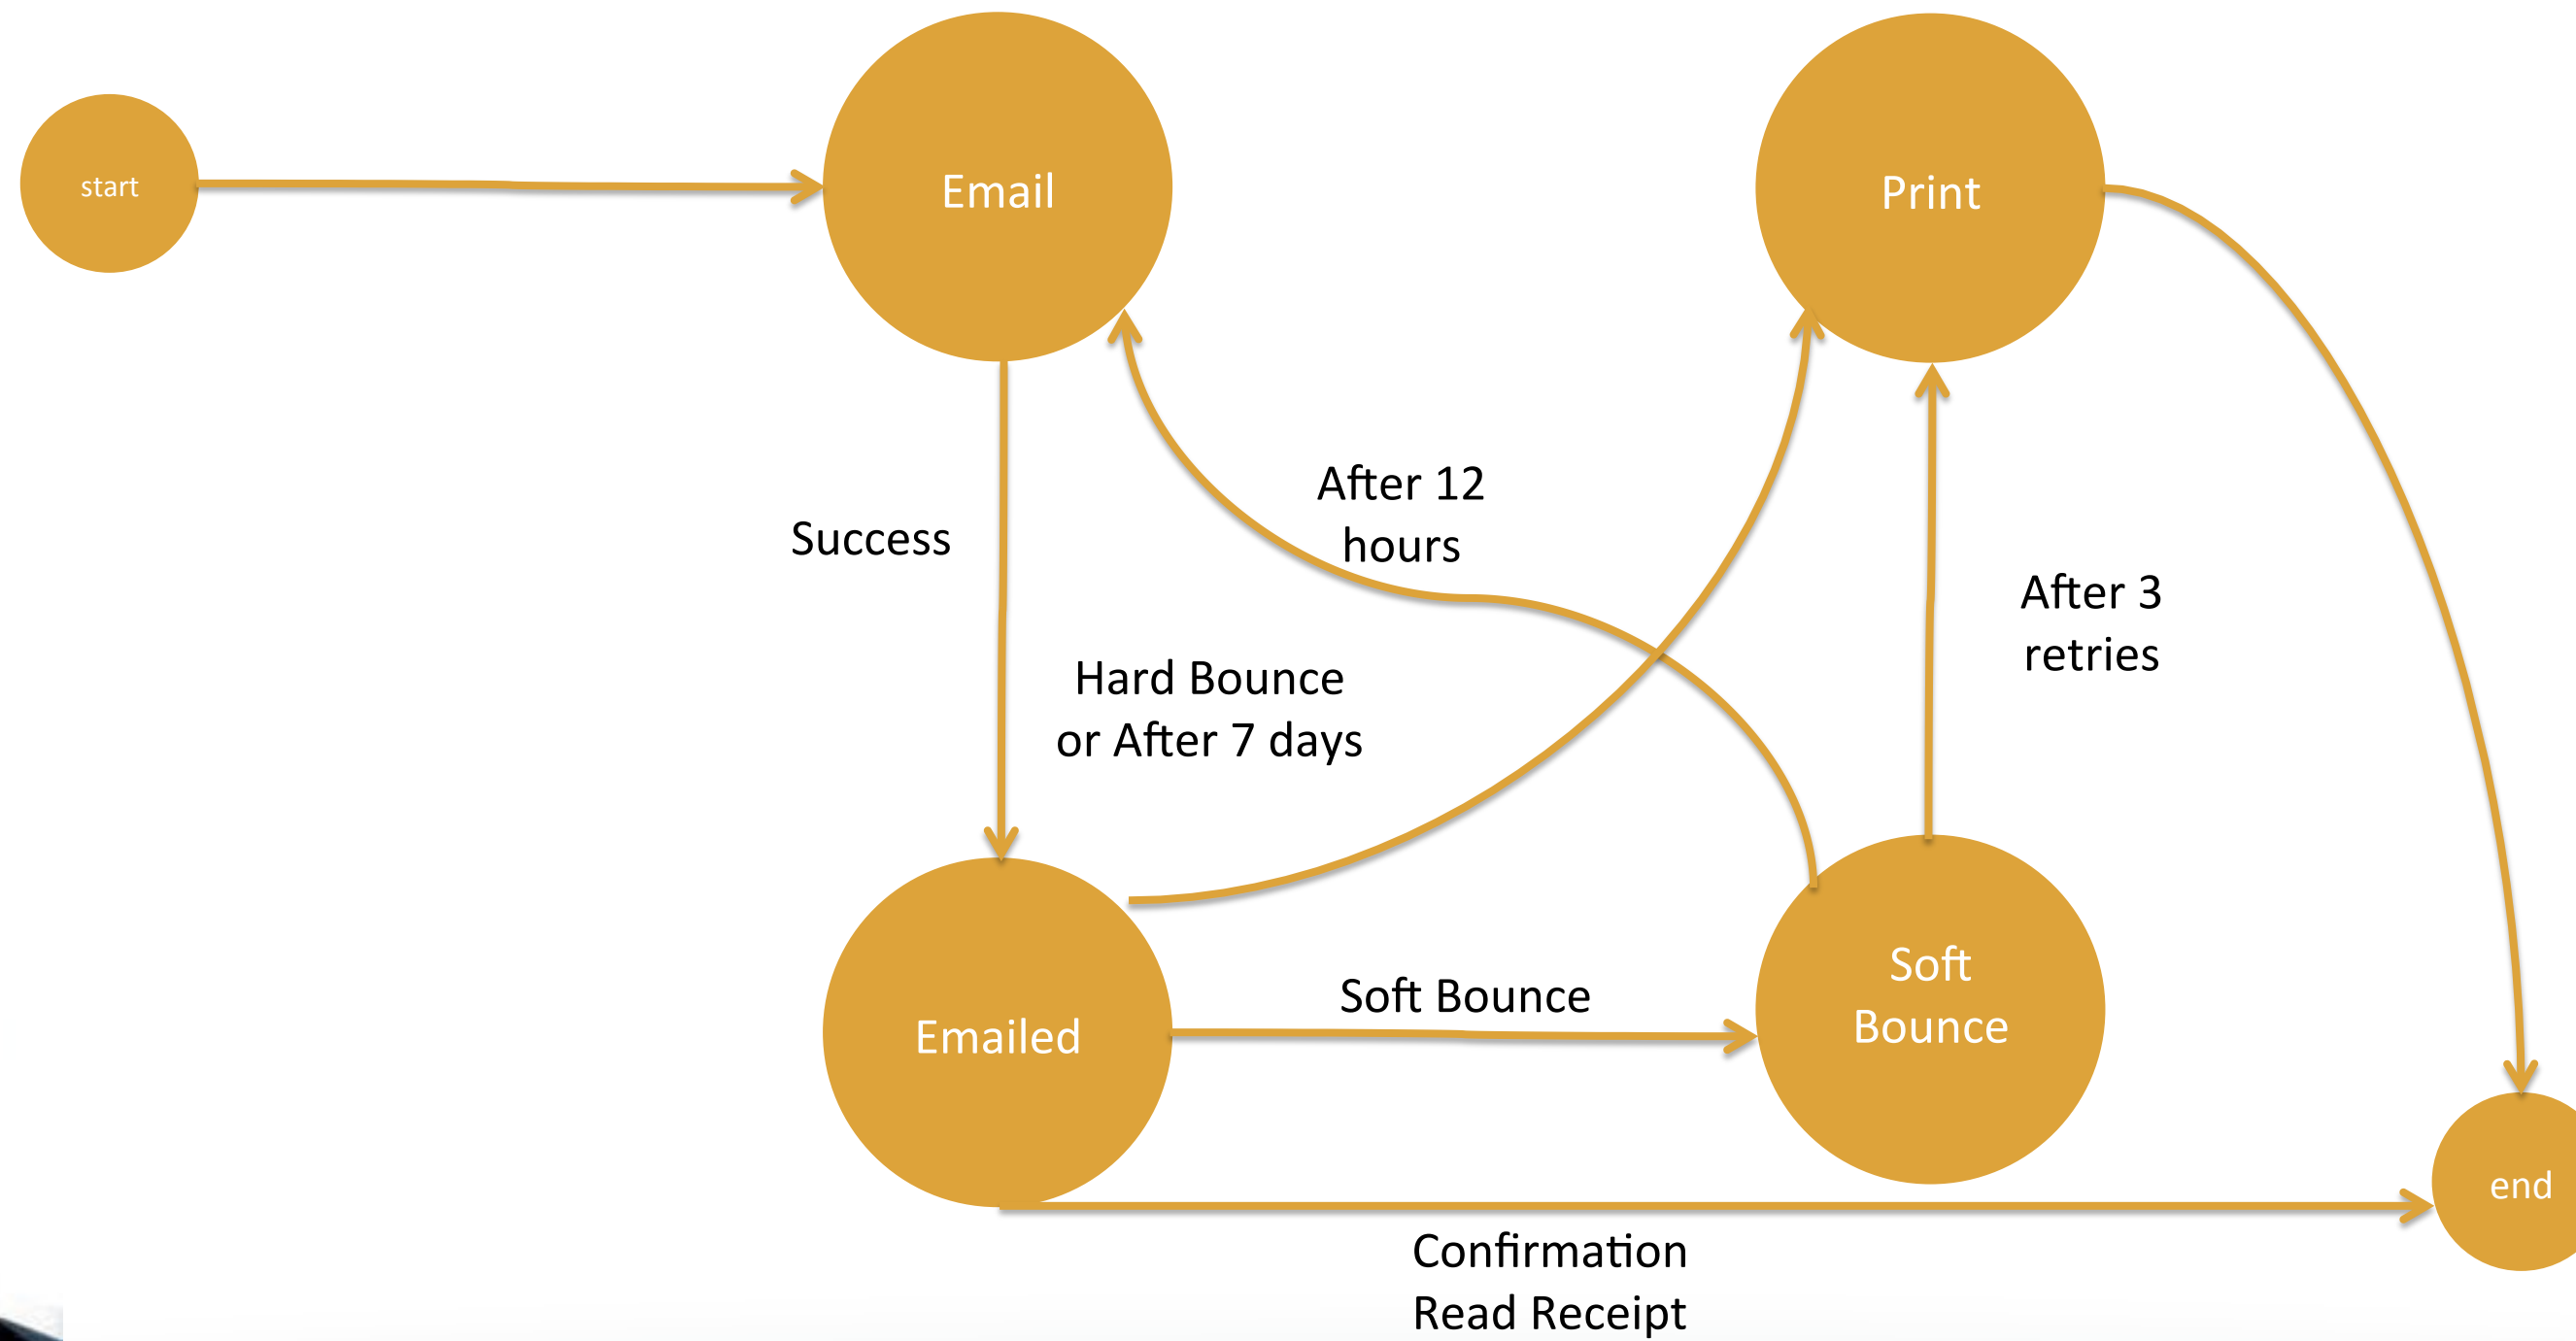 start
Email
Print
After 12
hours
Success
After 3
retries
Hard Bounce
or After 7 days
Soft Bounce
Soft
Bounce
Emailed
end
Confirmation
Read Receipt